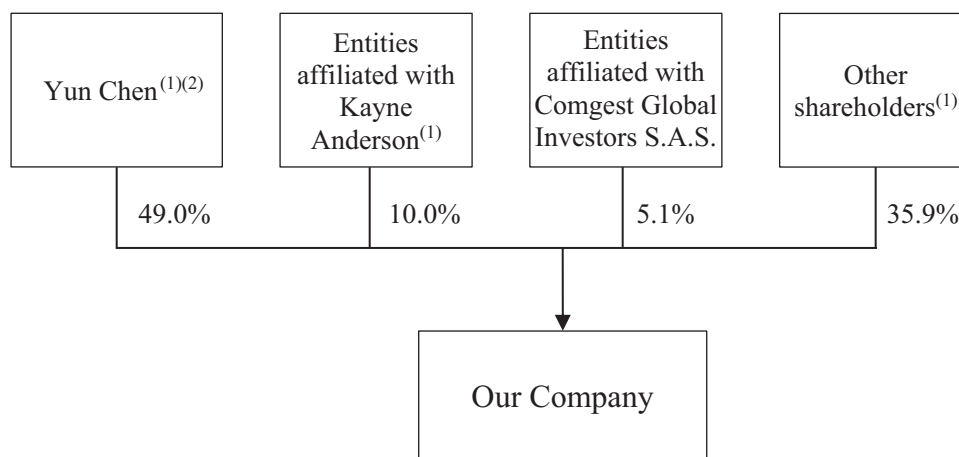 Yun Chen(1)(2)
Entities
affiliated with
Kayne
Anderson(1)
Entities
affiliated with
Comgest Global
Investors S.A.S.
Other
shareholders(1)
49.0%
10.0%
5.1%
35.9%
Our Company